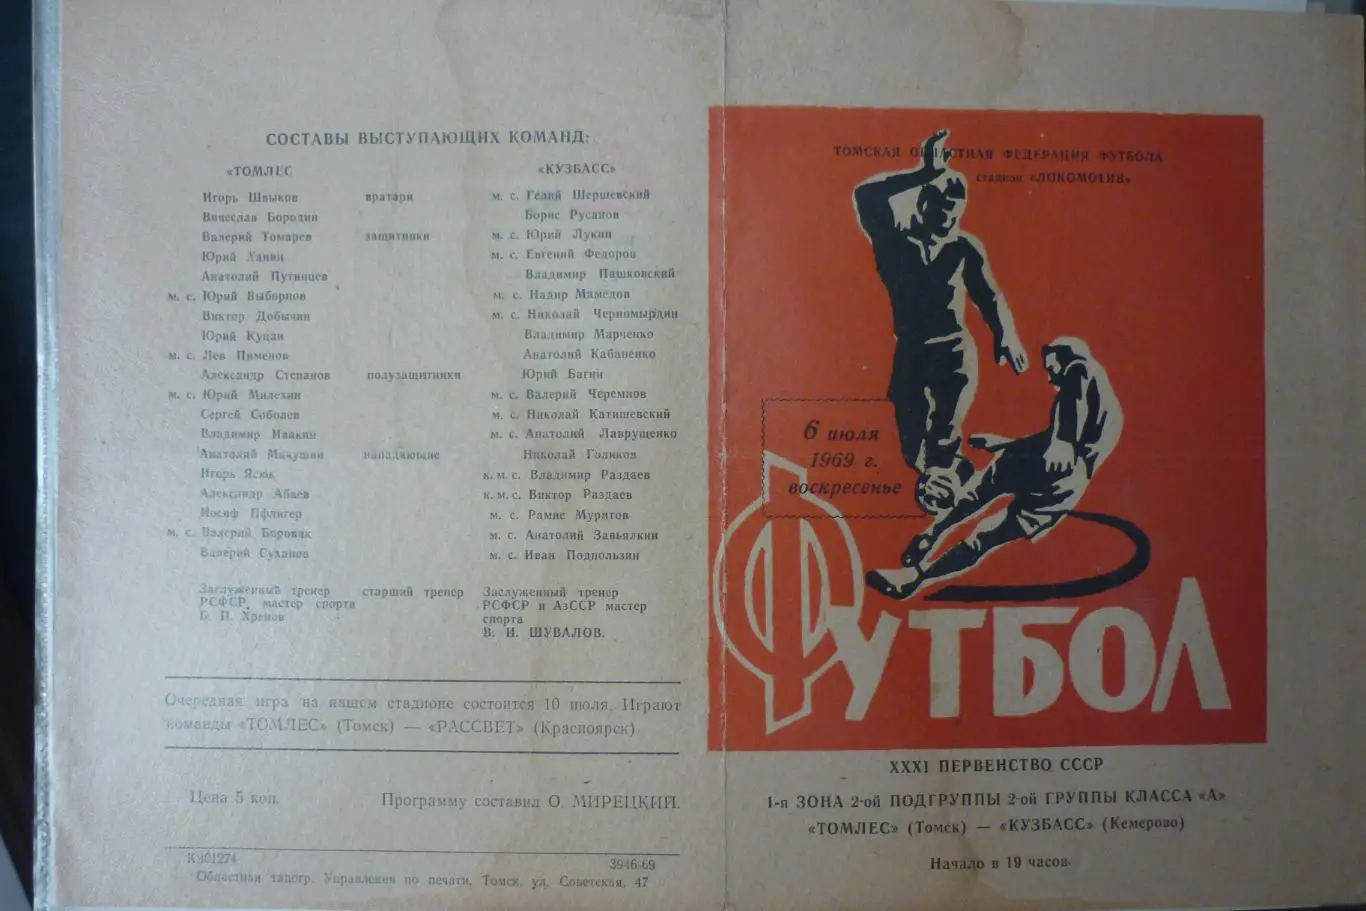 СОСТАВЫ ВЫСТУПАЮЩИХ КОМАНД:
«ТОМЛЕС «КУЗБАСС»
Игорь Швыков вратари м. с. Гелий Шершевский
Вячеслав Бородин Борис Русанов
Валерий Томарев защитники м. с. Юрий Лукин
Юрий Ханин м. с. Евгений Федоров
Анатолий Путинцев Владимир Пашковский
м. с. Юрий Выборнов м. с. Надир Мамедов
Виктор Добычин м. с. Николай Черномырдин
Юрий Куцан Владимир Марченко
м. с. Лев Пименов Анатолий Кабаненко
Александр Степанов полузащитники Юрий Багин
м. с. Юрий Милехин м. с. Валерий Черемнов
Сергей Соболев м. с. Николай Катишевский
Владимир Ивакин м. с. Анатолий Лаврущенко
Анатолий Макушин нападающие Николай Голиков
Игорь Ясюк к. м. с. Владимир Раздаев
Александр Абаев к. м. с. Виктор Раздаев
Иосиф Пфлигер м. с. Рамис Муритов
м. с. Валерий Боровик м. с. Анатолий Завьялкин
Валерий Суханов м. с. Иван Подпользин
Заслуженный тренер старший тренер Заслуженный тренер
РСФСР, мастер спорта РСФСР и АзССР мастер
Б. П. Хренов спорта
В. И. ШУВАЛОВ.
Очередная игра на нашем стадионе состоится 10 июля. Играют
команды «ТОМЛЕС» (Томск) — «РАССВЕТ» (Красноярск).
Цена 5 коп. Программу составил О. МИРЕЦКИЙ.
К301274 3946-69
Областная типогр. Управления по печати, Томск, ул. Советская, 47
ТОМСКАЯ ОБЛАСТНАЯ ФЕДЕРАЦИЯ ФУТБОЛА
стадион «ЛОКОМОТИВ»
6 июля
1969 г.
воскресенье
ФУТБОЛ
XXXI ПЕРВЕНСТВО СССР
1-я ЗОНА 2-ой ПОДГРУППЫ 2-ой ГРУППЫ КЛАССА «А»
«ТОМЛЕС» (Томск) — «КУЗБАСС» (Кемерово)
Начало в 19 часов.